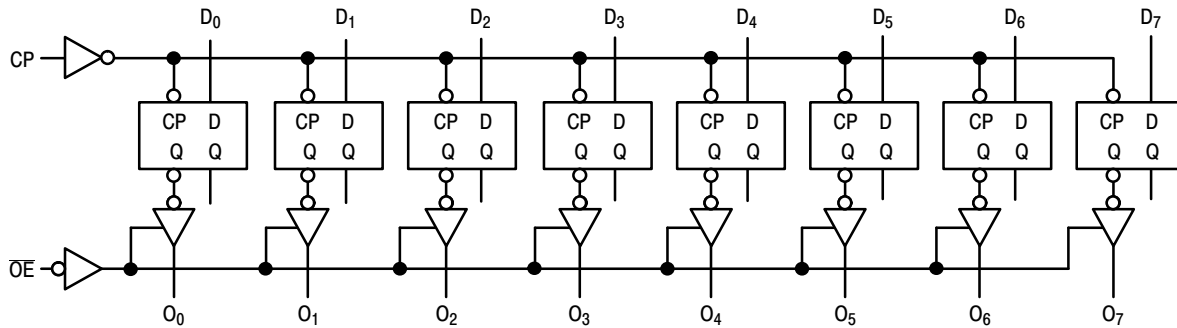 D₀ D₁ D₂ D₃ D₄ D₅ D₆ D₇
CP
CP D CP D CP D CP D CP D CP D CP D CP D
Q Q Q Q Q Q Q Q Q Q Q Q Q Q Q Q
O̅E̅
O₀ O₁ O₂ O₃ O₄ O₅ O₆ O₇